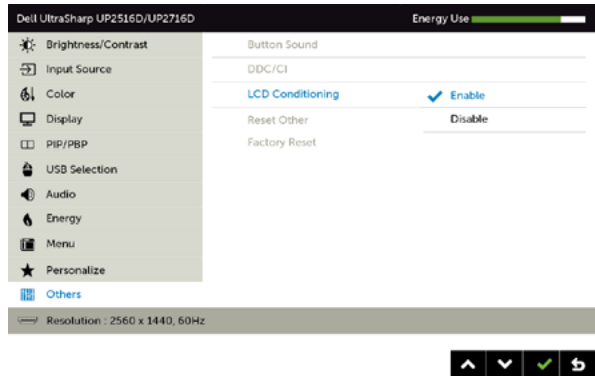 Dell UltraSharp UP2516D/UP2716D Energy Use
Brightness/Contrast Button Sound
Input Source DDC/CI
Color LCD Conditioning Enable
Display Reset Other Disable
PIP/PBP Factory Reset
USB Selection
Audio
Energy
Menu
Personalize
Others
Resolution : 2560 x 1440, 60Hz